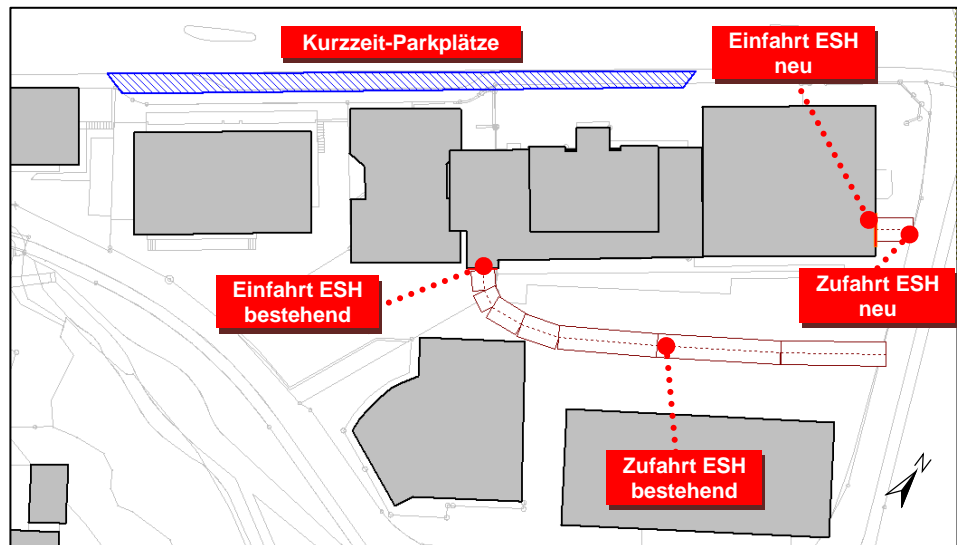 Kurzzeit-Parkplätze
Einfahrt ESH
neu
Einfahrt ESH
bestehend
Zufahrt ESH
neu
Zufahrt ESH
bestehend
N